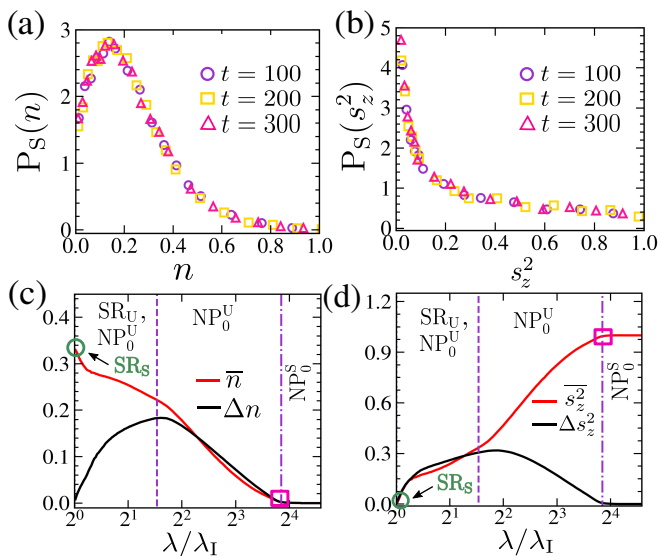 (a)
3
2
1
0
P_S(n)
t = 100
t = 200
t = 300
0.0 0.2 0.4 0.6 0.8 1.0
n
(b)
5
4
3
2
1
0
P_S(s_z^2)
t = 100
t = 200
t = 300
0.0 0.2 0.4 0.6 0.8 1.0
s_z^2
(c)
0.4
0.3
0.2
0.1
0.0
SR_U,
NP_0^U
NP_0^U
NP_0^S
SR_S
n̅
Δn
2^0 2^1 2^2 2^3 2^4
λ/λ_I
(d)
1.2
0.9
0.6
0.3
0.0
SR_U,
NP_0^U
NP_0^U
NP_0^S
SR_S
\overline{s_z^2}
Δs_z^2
2^0 2^1 2^2 2^3 2^4
λ/λ_I